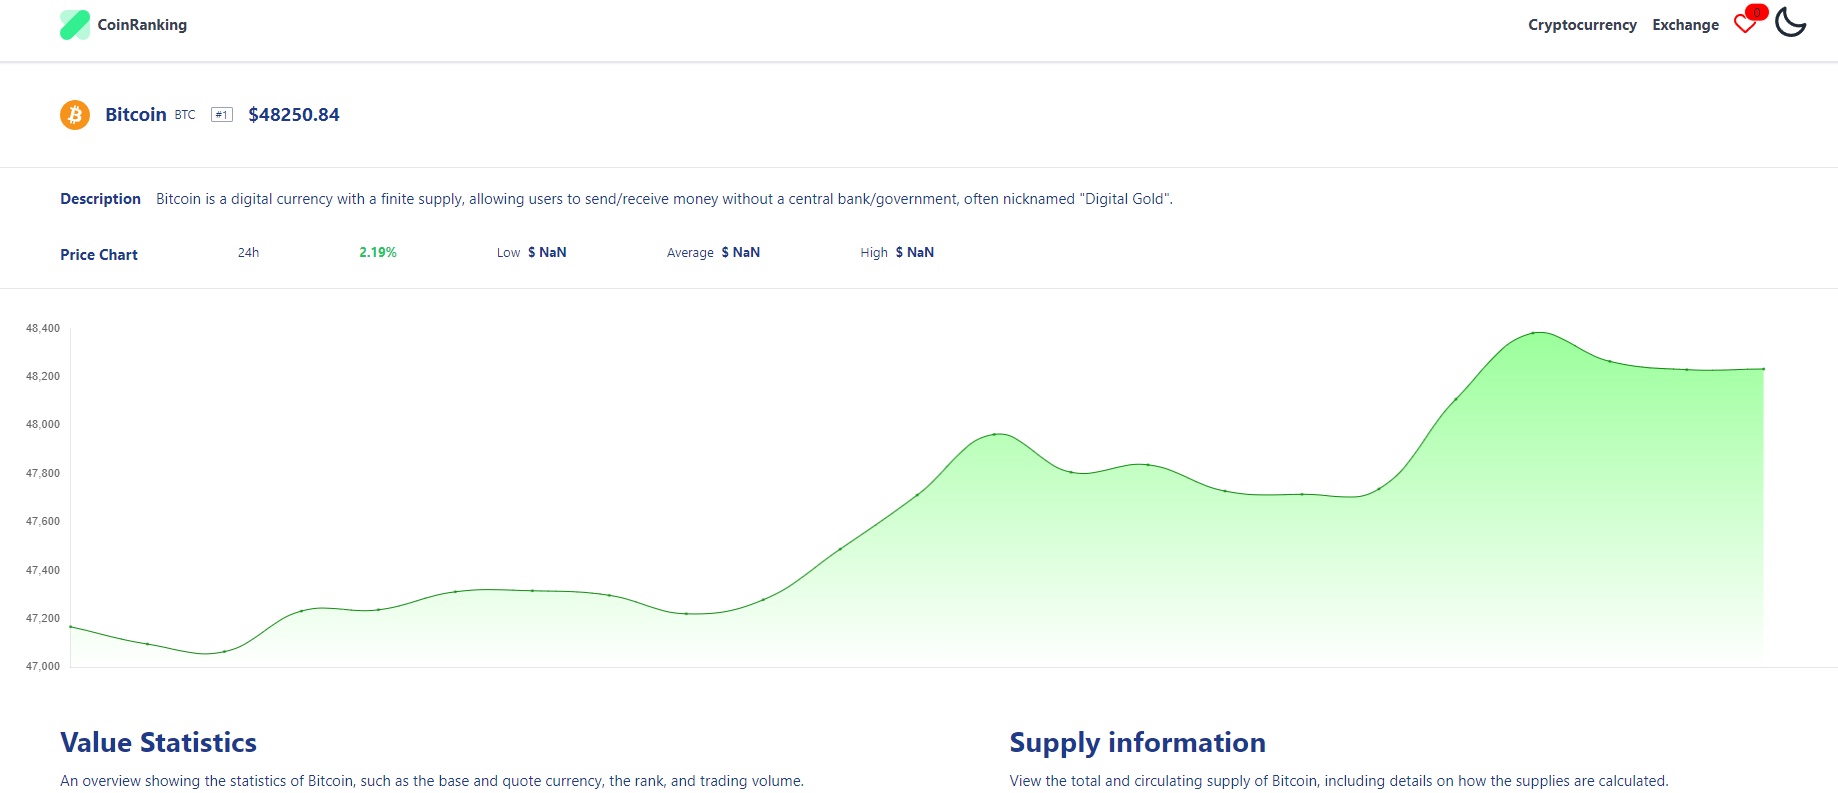 CoinRanking
Cryptocurrency Exchange 0
Bitcoin BTC #1 $48250.84
Description Bitcoin is a digital currency with a finite supply, allowing users to send/receive money without a central bank/government, often nicknamed "Digital Gold".
Price Chart 24h 2.19% Low $ NaN Average $ NaN High $ NaN
48,400
48,200
48,000
47,800
47,600
47,400
47,200
47,000
Value Statistics
An overview showing the statistics of Bitcoin, such as the base and quote currency, the rank, and trading volume.
Supply information
View the total and circulating supply of Bitcoin, including details on how the supplies are calculated.